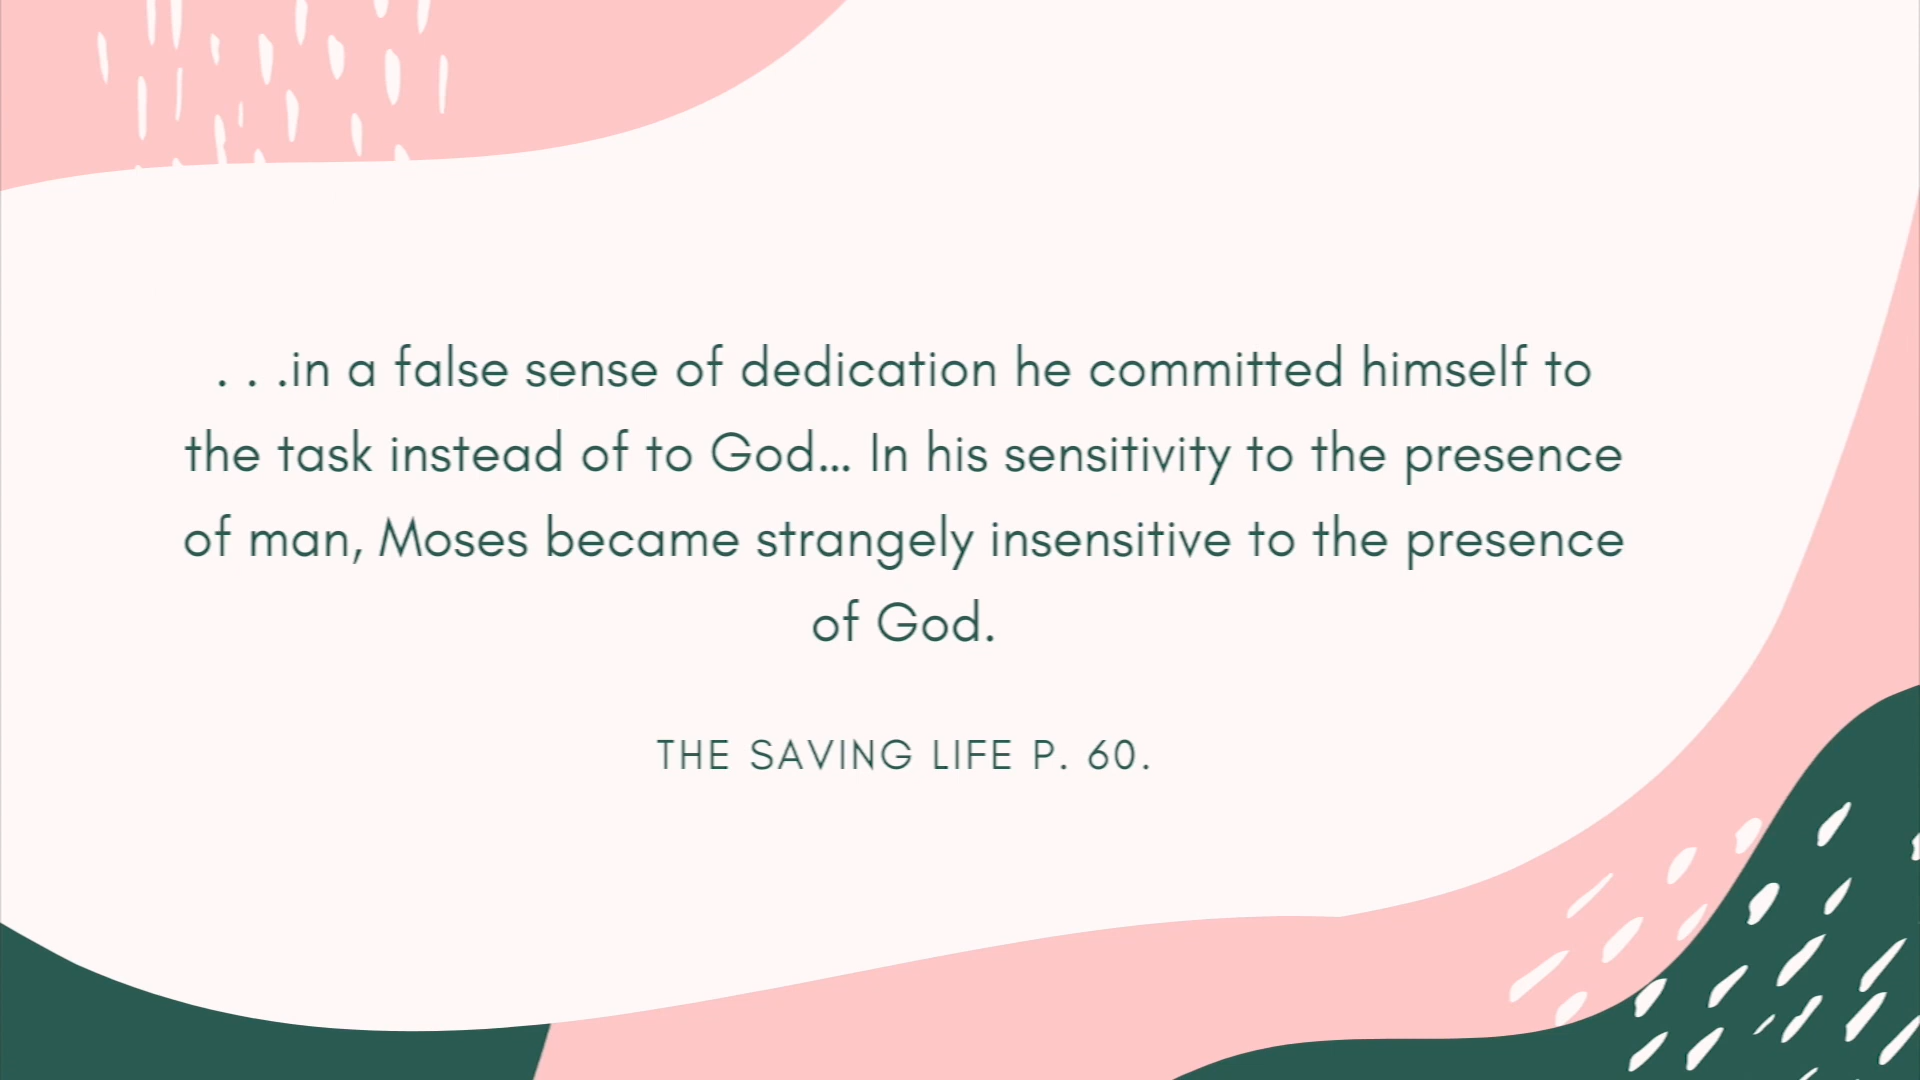 . . .in a false sense of dedication he committed himself to
the task instead of to God... In his sensitivity to the presence
of man, Moses became strangely insensitive to the presence
of God.
THE SAVING LIFE P. 60.